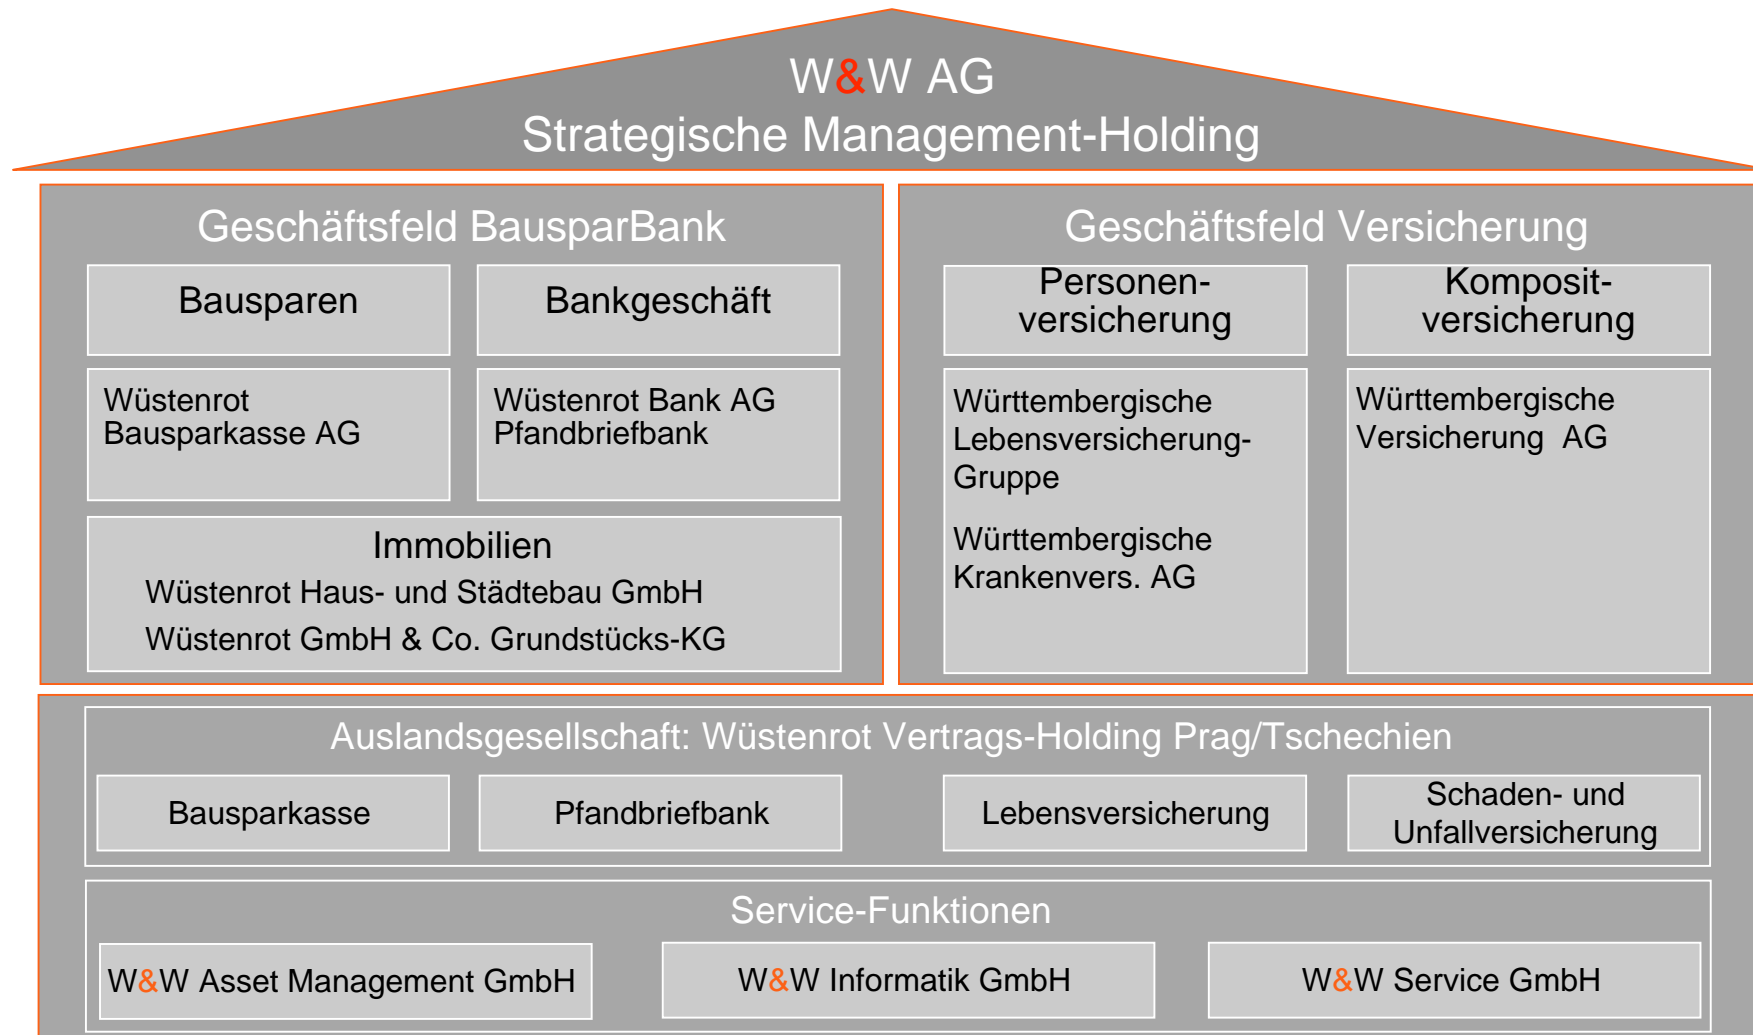 W&W AG
Strategische Management-Holding
Geschäftsfeld BausparBank
Bausparen
Bankgeschäft
Wüstenrot
Bausparkasse AG
Wüstenrot Bank AG
Pfandbriefbank
Immobilien
Wüstenrot Haus- und Städtebau GmbH
Wüstenrot GmbH & Co. Grundstücks-KG
Geschäftsfeld Versicherung
Personen-
versicherung
Komposit-
versicherung
Württembergische
Lebensversicherung-
Gruppe
Württembergische
Krankenvers. AG
Württembergische
Versicherung AG
Auslandsgesellschaft: Wüstenrot Vertrags-Holding Prag/Tschechien
Bausparkasse
Pfandbriefbank
Lebensversicherung
Schaden- und
Unfallversicherung
Service-Funktionen
W&W Asset Management GmbH
W&W Informatik GmbH
W&W Service GmbH